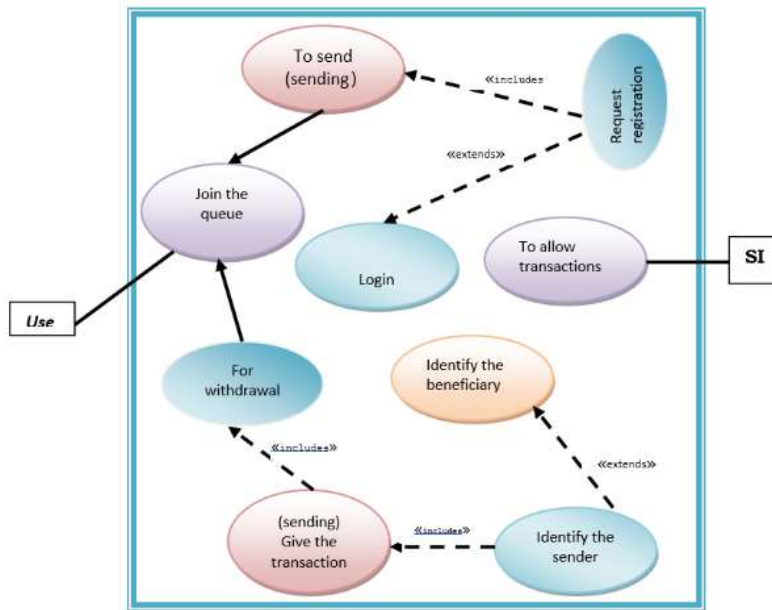 To send
(sending)
«includes
Request
registration
«extends»
Join the
queue
Login
To allow
transactions
SI
Use
For
withdrawal
Identify the
beneficiary
«includes»
«extends»
(sending)
Give the
transaction
«includes»
Identify the
sender